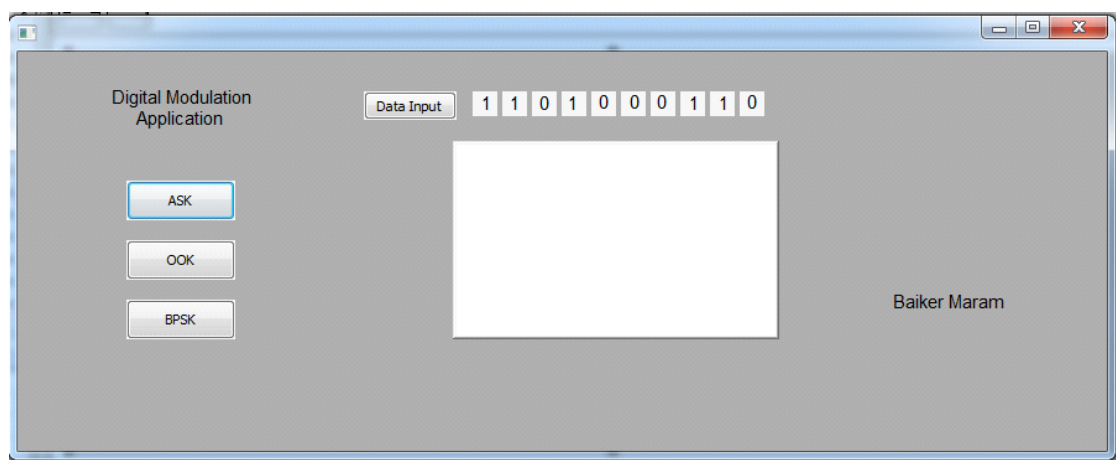 Digital Modulation
Application
Data Input
1 1 0 1 0 0 0 1 1 0
ASK
OOK
BPSK
Baiker Maram